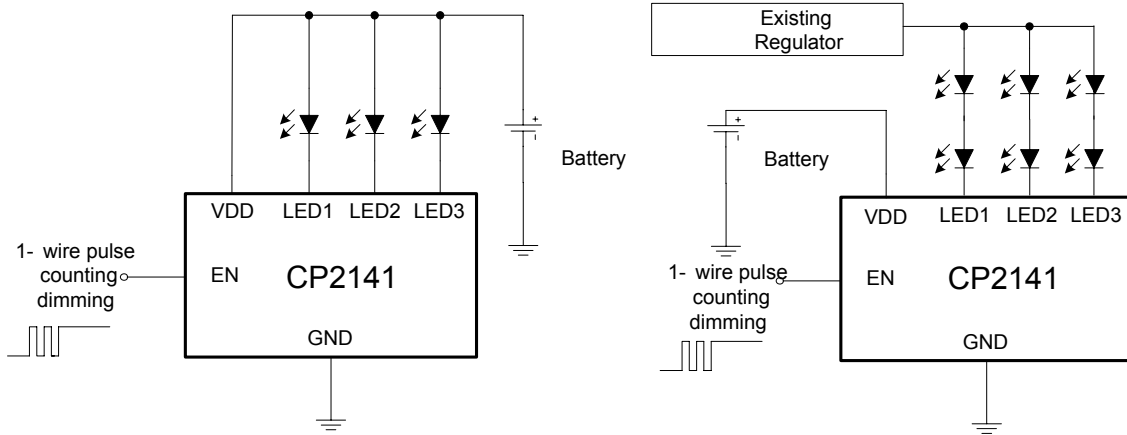 VDD LED1 LED2 LED3
EN
CP2141
GND
1- wire pulse
counting
dimming
+
-
Battery
Existing
Regulator
+
-
Battery
VDD LED1 LED2 LED3
EN
CP2141
GND
1- wire pulse
counting
dimming